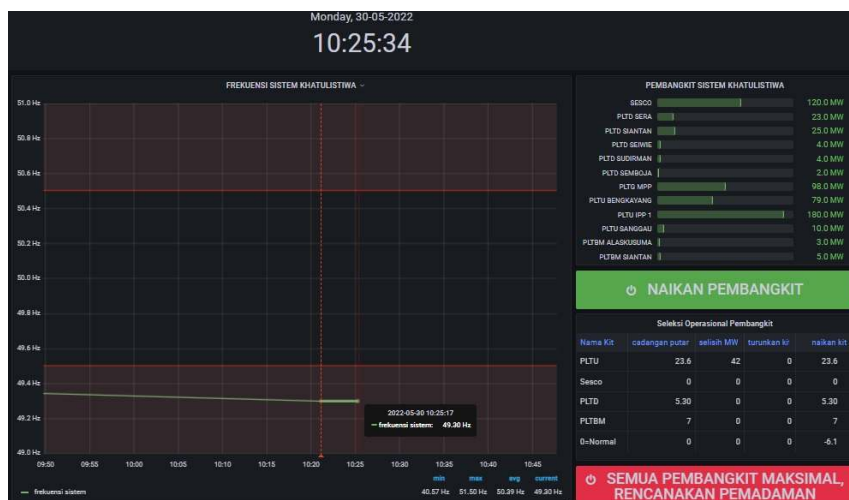 Monday, 30-05-2022
10:25:34
FREKUENSI SISTEM KHATULISTIWA
51.0 Hz
50.8 Hz
50.6 Hz
50.4 Hz
50.2 Hz
50.0 Hz
49.8 Hz
49.6 Hz
49.4 Hz
49.2 Hz
49.0 Hz
2022-05-30 10:25:17
frekuensi sistem: 49.30 Hz
09:50 09:55 10:00 10:05 10:10 10:15 10:20 10:25 10:30 10:35 10:40 10:45
min max avg current
frekuensi sistem 40.57 Hz 51.50 Hz 50.39 Hz 49.30 Hz
PEMBANGKIT SISTEM KHATULISTIWA
SESCO 120.0 MW
PLTD SERA 23.0 MW
PLTD SIANTAN 25.0 MW
PLTD SEIWIE 4.0 MW
PLTD SUDIRMAN 4.0 MW
PLTD SEMBOJA 2.0 MW
PLTG MPP 98.0 MW
PLTU BENGKAYANG 79.0 MW
PLTU IPP 1 180.0 MW
PLTU SANGGAU 10.0 MW
PLTBM ALASKUSUMA 3.0 MW
PLTBM SIANTAN 5.0 MW
NAIKAN PEMBANGKIT
Seleksi Operasional Pembangkit
Nama Kit cadangan putar selisih MW turunkan kit naikan kit
PLTU 23.6 42 0 23.6
Sesco 0 0 0 0
PLTD 5.30 0 0 5.30
PLTBM 7 0 0 7
0=Normal 0 0 0 -6.1
SEMUA PEMBANGKIT MAKSIMAL,
RENCANAKAN PEMADAMAN